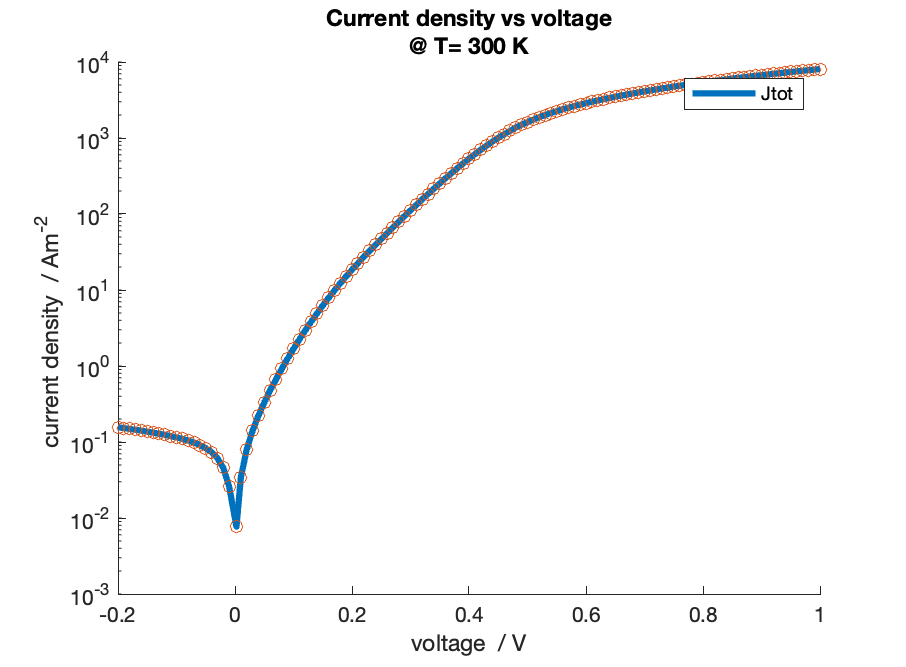 Current density vs voltage
@ T= 300 K
10^4
10^3
10^2
10^1
10^0
10^-1
10^-2
10^-3
current density / Am^-2
Jtot
-0.2 0 0.2 0.4 0.6 0.8 1
voltage / V